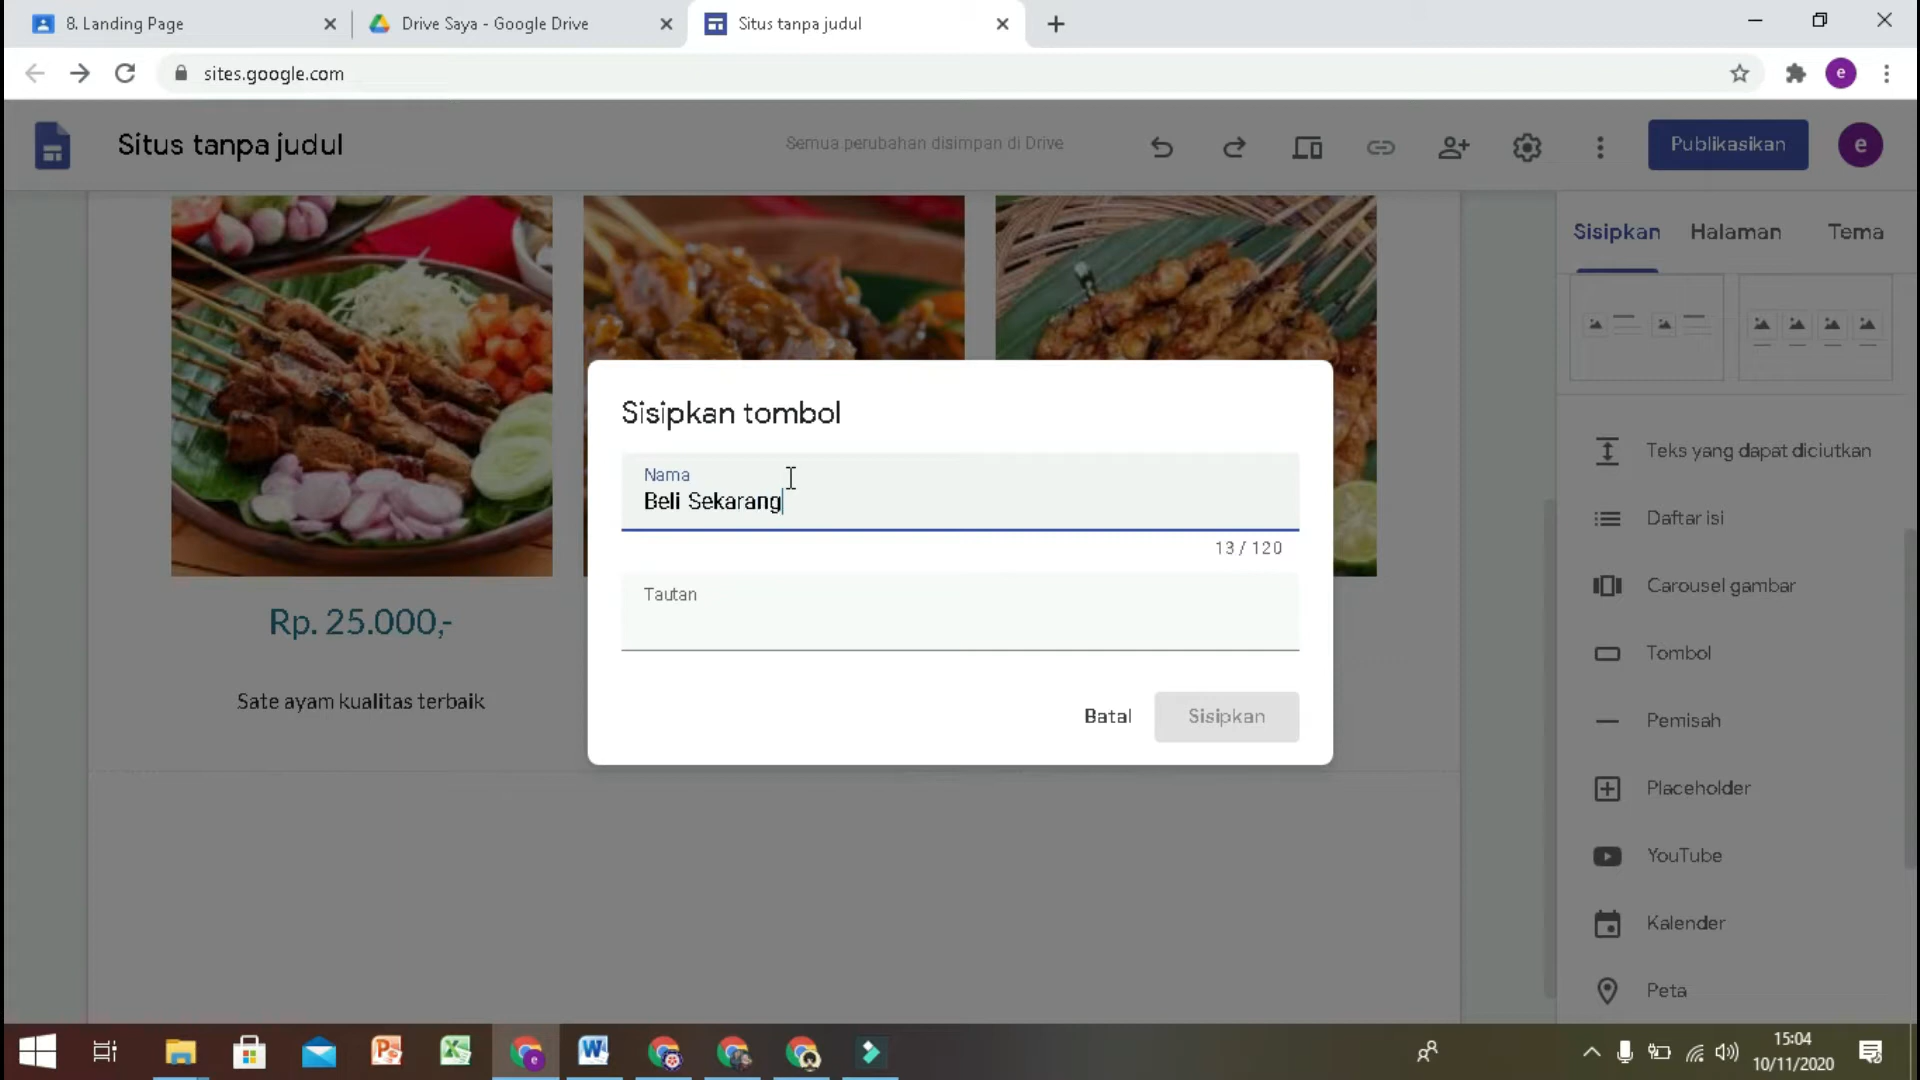 8. Landing Page
Drive Saya - Google Drive
Situs tanpa judul
sites.google.com
e
Situs tanpa judul
Semua perubahan disimpan di Drive
Publikasikan
e
Sisipkan
Halaman
Tema
Sisipkan tombol
Nama
Beli Sekarang
13 / 120
Tautan
Batal
Sisipkan
Rp. 25.000,-
Sate ayam kualitas terbaik
Teks yang dapat diciutkan
Daftar isi
Carousel gambar
Tombol
Pemisah
Placeholder
YouTube
Kalender
Peta
15:04
10/11/2020